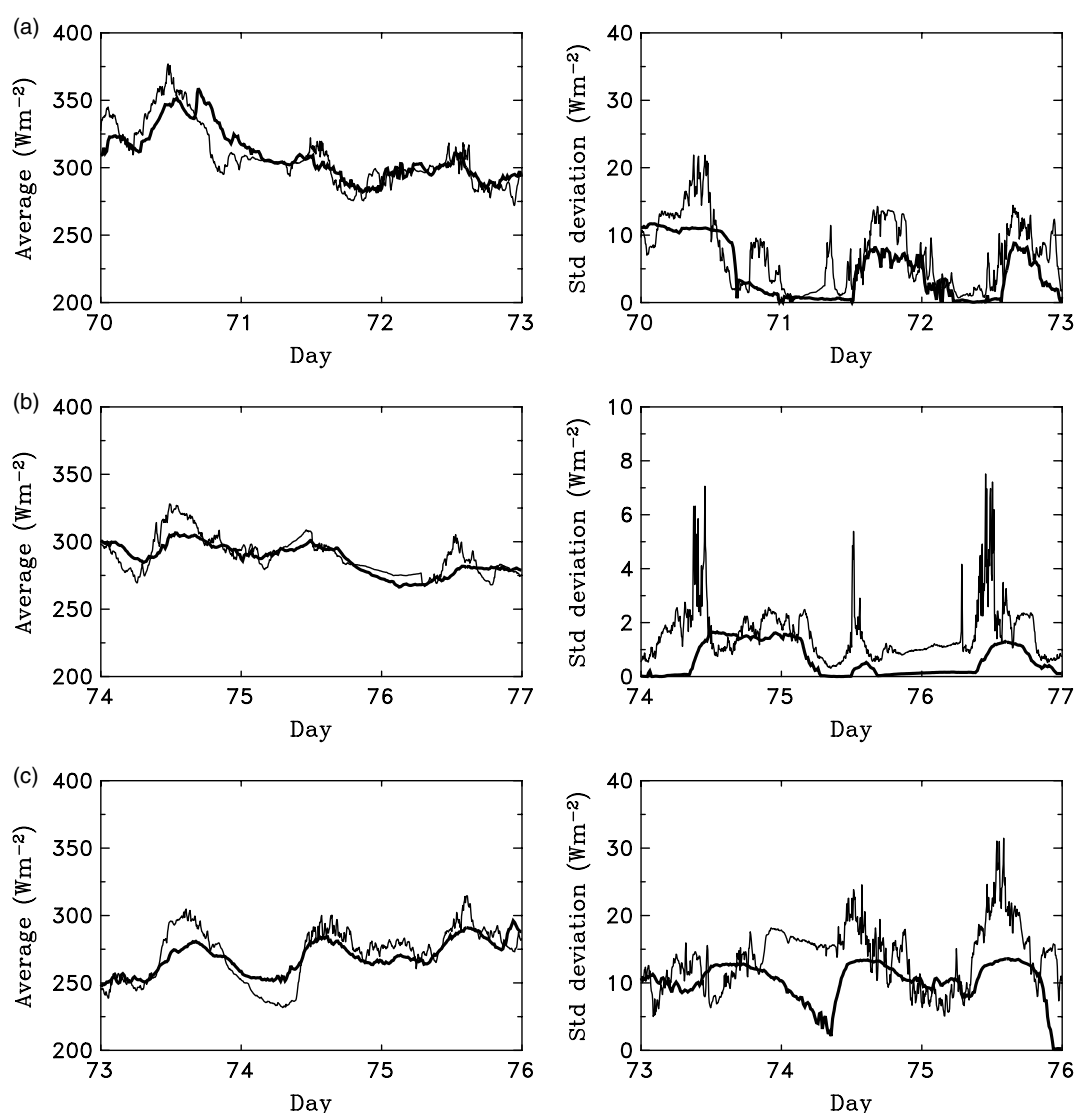 (a)
400
350
300
250
200
Average (Wm−2)
70 71 72 73
Day
40
30
20
10
0
Std deviation (Wm−2)
70 71 72 73
Day
(b)
400
350
300
250
200
Average (Wm−2)
74 75 76 77
Day
10
8
6
4
2
0
Std deviation (Wm−2)
74 75 76 77
Day
(c)
400
350
300
250
200
Average (Wm−2)
73 74 75 76
Day
40
30
20
10
0
Std deviation (Wm−2)
73 74 75 76
Day